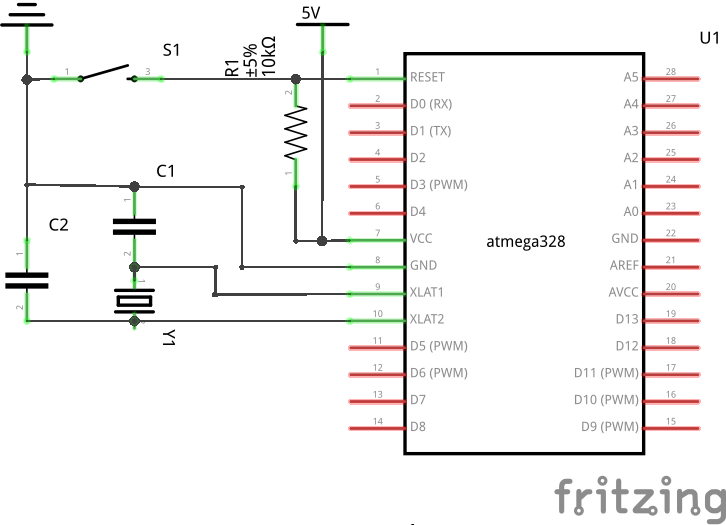 5V
U1
S1
R1
±5%
10kΩ
1
3
2
1
RESET
A5
28
2
D0 (RX)
A4
27
3
D1 (TX)
A3
26
4
D2
A2
25
5
D3 (PWM)
A1
24
6
D4
A0
23
7
VCC
GND
22
8
GND
AREF
21
9
XLAT1
AVCC
20
10
XLAT2
D13
19
11
D5 (PWM)
D12
18
12
D6 (PWM)
D11 (PWM)
17
13
D7
D10 (PWM)
16
14
D8
D9 (PWM)
15
atmega328
1
C1
1
2
C2
1
2
1
Y1
fritzing